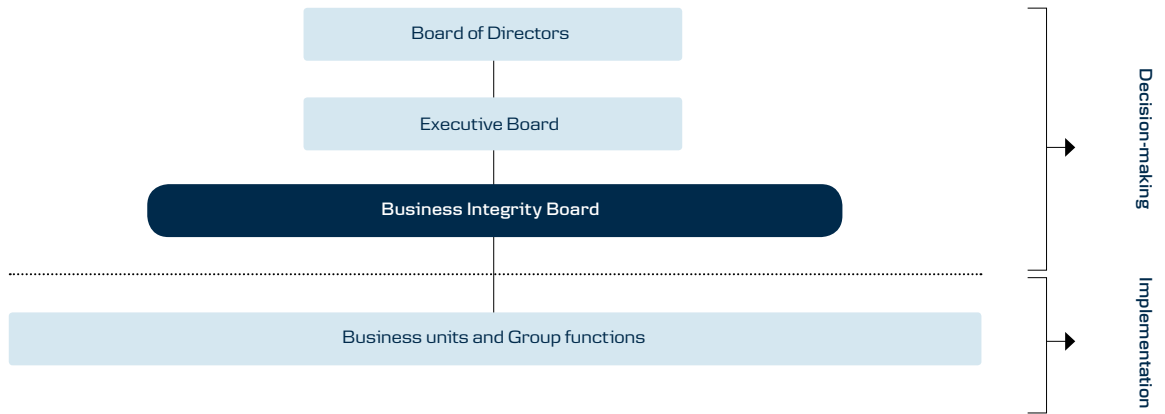 Board of Directors
Executive Board
Business Integrity Board
Business units and Group functions
Decision-making
Implementation